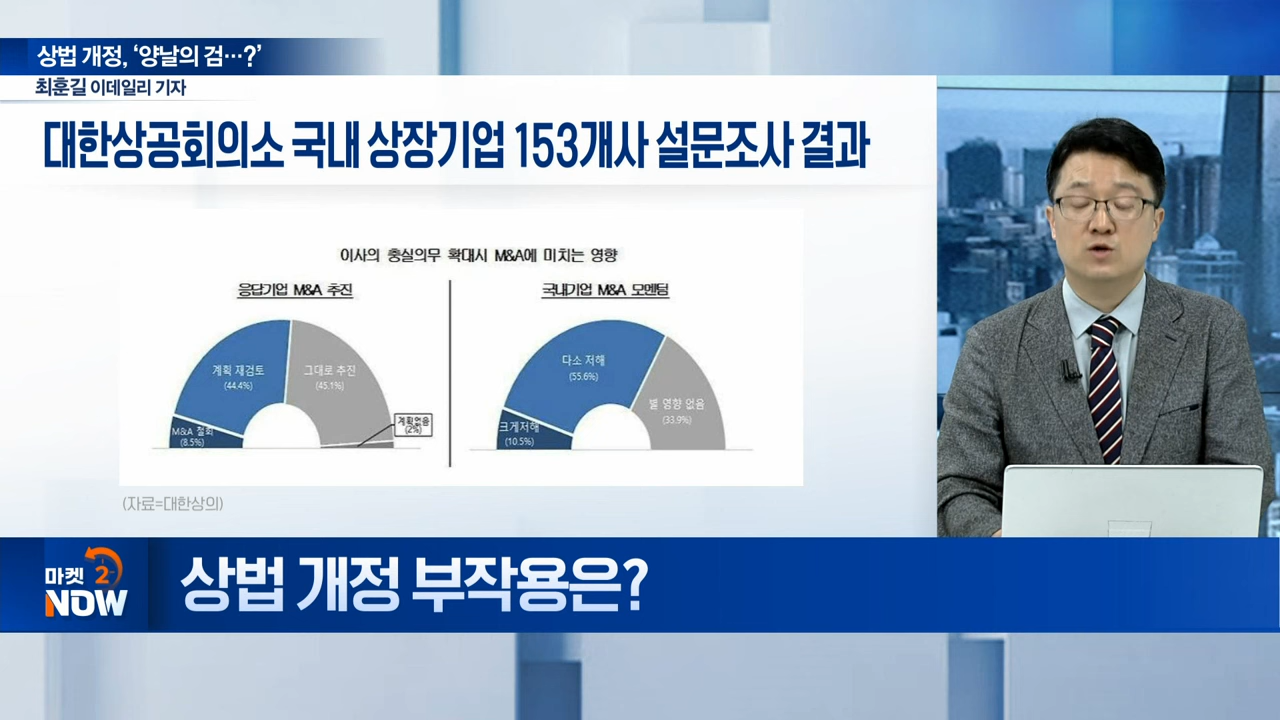 상법 개정, ‘양날의 검…?’
최훈길 이데일리 기자
대한상공회의소 국내 상장기업 153개사 설문조사 결과
이사의 충실의무 확대시 M&A에 미치는 영향
응답기업 M&A 추진
국내기업 M&A 모멘텀
계획 재검토
(44.4%)
그대로 추진
(45.1%)
M&A 철회
(8.5%)
계획없음
(2%)
다소 저해
(55.6%)
별 영향 없음
(33.9%)
크게저해
(10.5%)
(자료=대한상의)
마켓 2
NOW
상법 개정 부작용은?